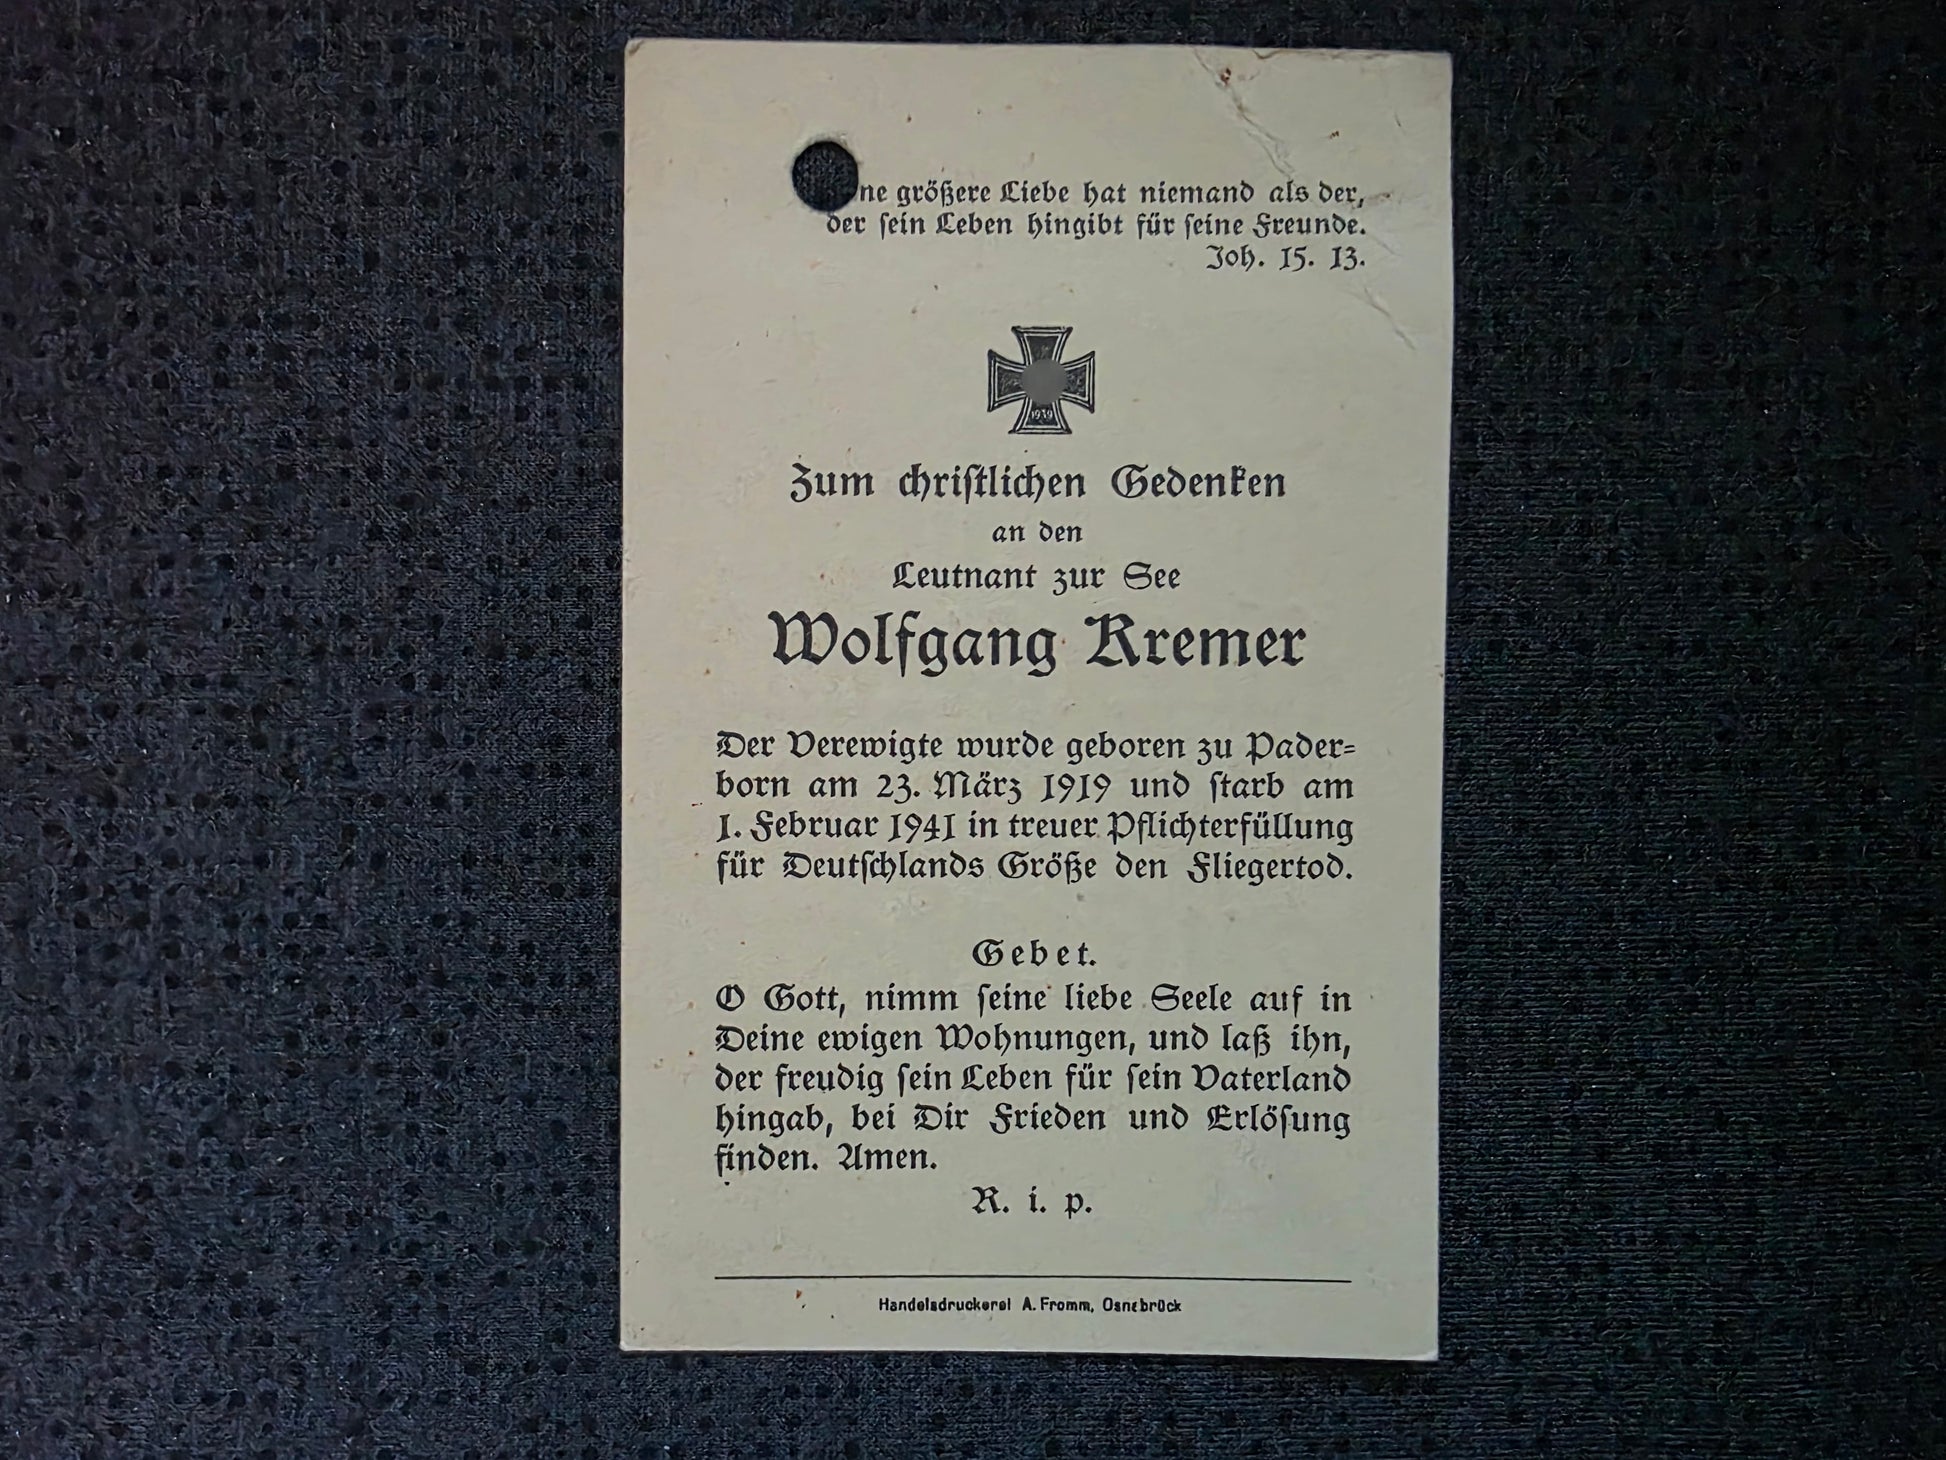 ne größere Liebe hat niemand als der,
der sein Leben hingibt für seine Freunde.
Joh. 15. 13.
1939
Zum christlichen Gedenken
an den
Leutnant zur See
Wolfgang Kremer
Der Verewigte wurde geboren zu Pader=
born am 23. März 1919 und starb am
1. Februar 1941 in treuer Pflichterfüllung
für Deutschlands Größe den Fliegertod.
Gebet.
O Gott, nimm seine liebe Seele auf in
Deine ewigen Wohnungen, und laß ihn,
der freudig sein Leben für sein Vaterland
hingab, bei Dir Frieden und Erlösung
finden. Amen.
R. i. p.
Handelsdruckerei A. Fromm, Osnabrück